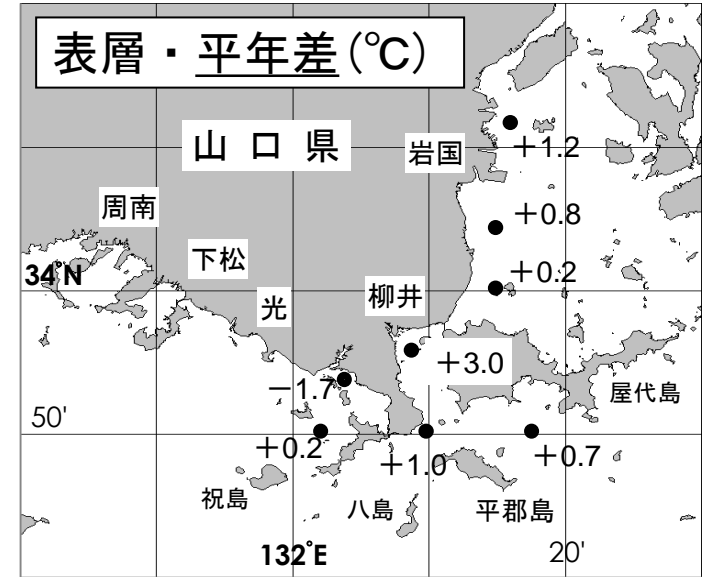 表層・平年差(℃)
山口県
岩国
+1.2
周南
+0.8
下松
34°N
+0.2
光
柳井
+3.0
−1.7
屋代島
50'
+0.2
+1.0
+0.7
祝島
八島
平郡島
132°E
20'